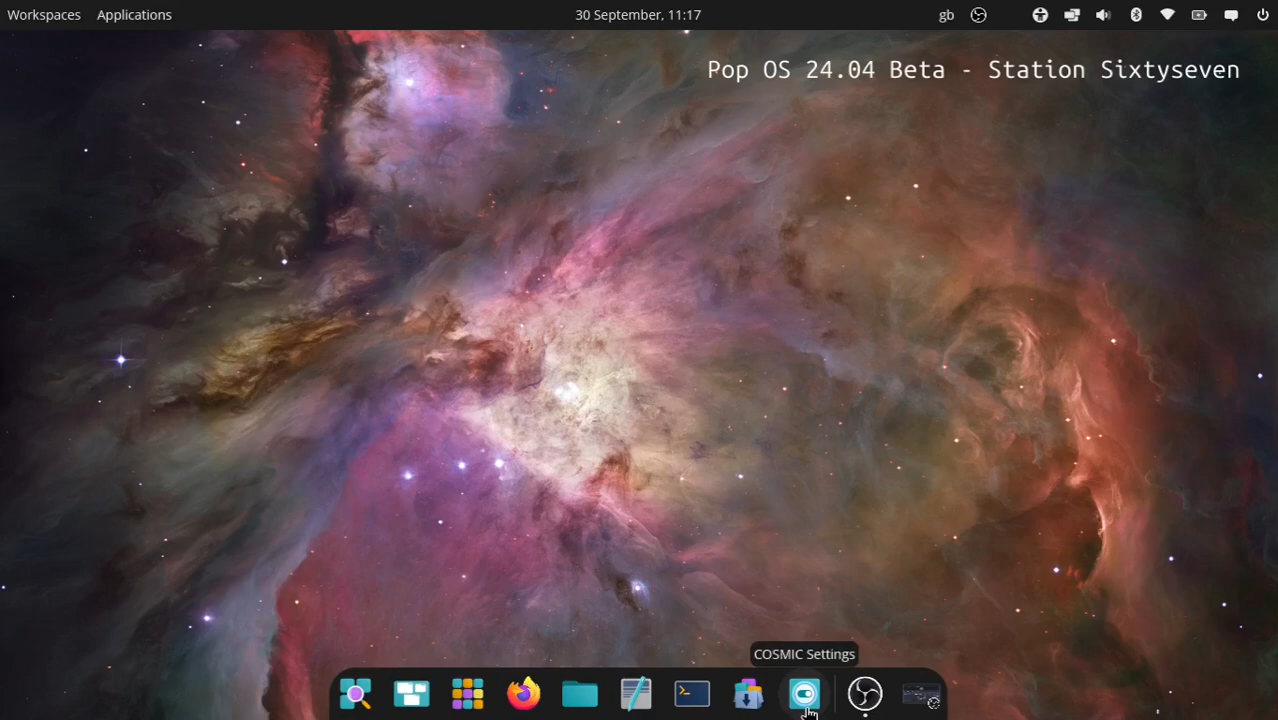 Workspaces Applications 30 September, 11:17 gb
Pop OS 24.04 Beta - Station Sixtyseven
COSMIC Settings